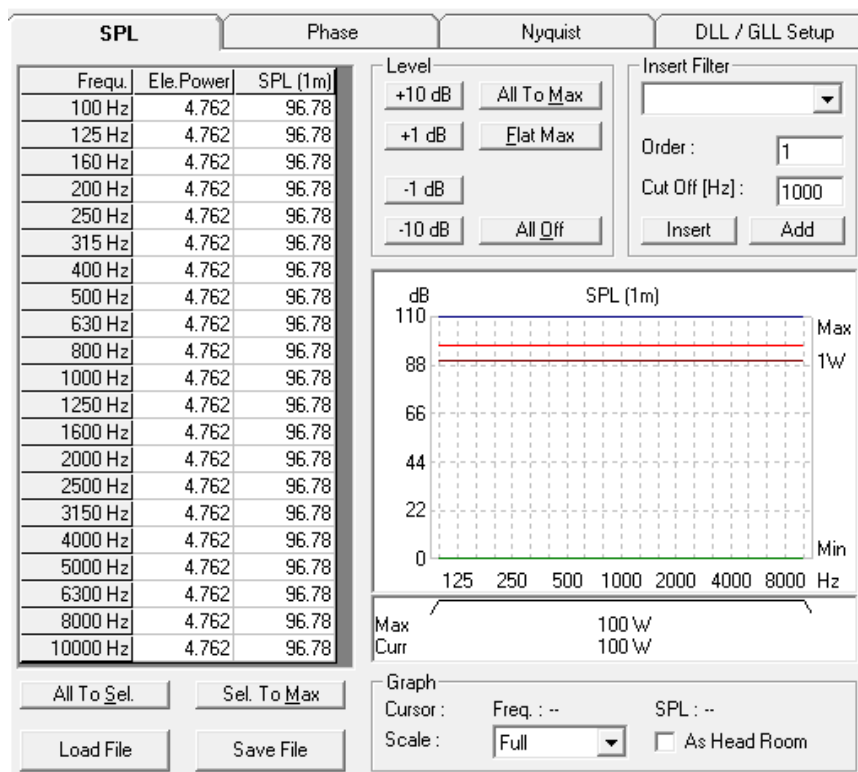 SPL Phase Nyquist DLL / GLL Setup
Frequ. Ele.Power SPL (1m)
100 Hz 4.762 96.78
125 Hz 4.762 96.78
160 Hz 4.762 96.78
200 Hz 4.762 96.78
250 Hz 4.762 96.78
315 Hz 4.762 96.78
400 Hz 4.762 96.78
500 Hz 4.762 96.78
630 Hz 4.762 96.78
800 Hz 4.762 96.78
1000 Hz 4.762 96.78
1250 Hz 4.762 96.78
1600 Hz 4.762 96.78
2000 Hz 4.762 96.78
2500 Hz 4.762 96.78
3150 Hz 4.762 96.78
4000 Hz 4.762 96.78
5000 Hz 4.762 96.78
6300 Hz 4.762 96.78
8000 Hz 4.762 96.78
10000 Hz 4.762 96.78
All To Sel. Sel. To Max
Load File Save File
Level
+10 dB All To Max
+1 dB Flat Max
-1 dB
-10 dB All Off
Insert Filter
Order : 1
Cut Off [Hz] : 1000
Insert Add
dB SPL (1m)
110
Max
88 1W
66
44
22
0 Min
125 250 500 1000 2000 4000 8000 Hz
Max 100 W
Curr 100 W
Graph
Cursor : Freq. : -- SPL : --
Scale : Full As Head Room